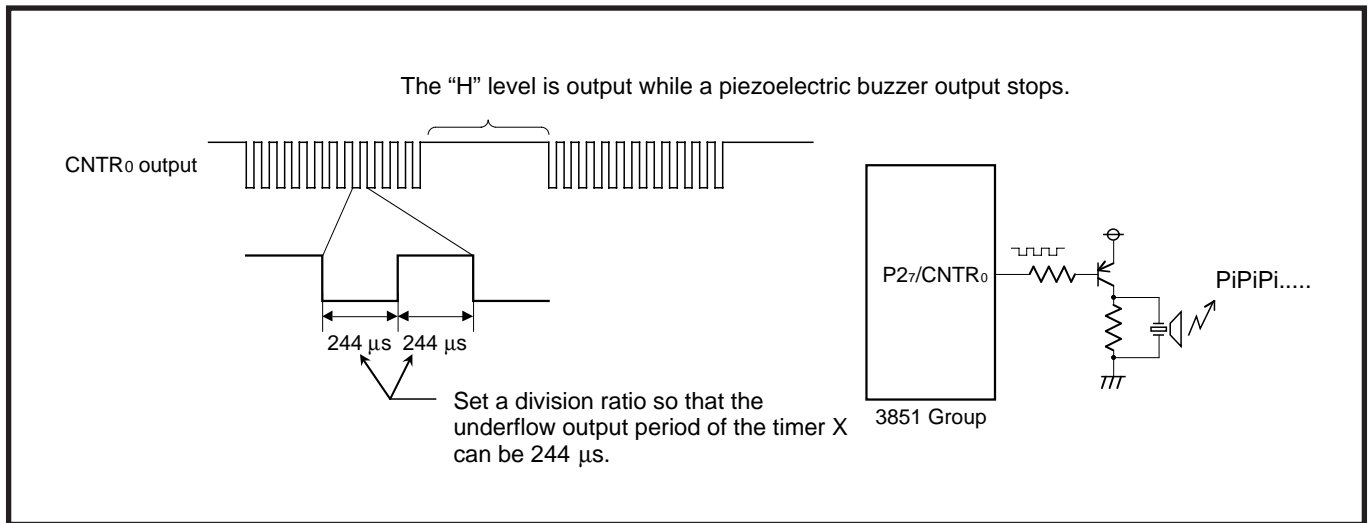 The “H” level is output while a piezoelectric buzzer output stops.
CNTR0 output
P27/CNTR0
PiPiPi.....
244 μs 244 μs
Set a division ratio so that the
underflow output period of the timer X
can be 244 μs.
3851 Group